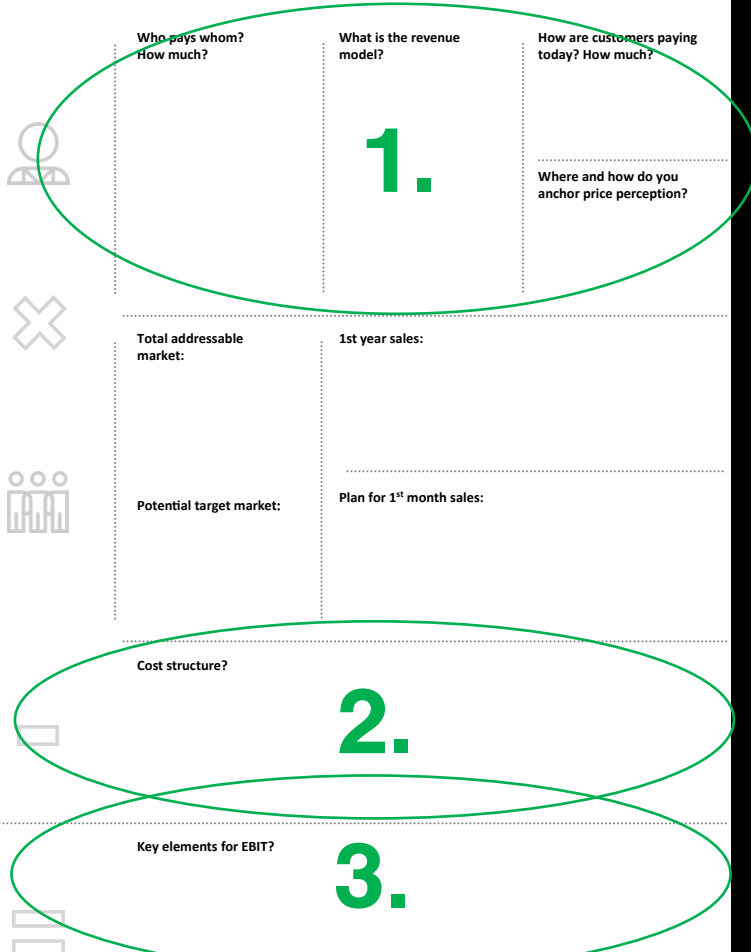 Who pays whom?
How much?
What is the revenue
model?
How are customers paying
today? How much?
1.
Where and how do you
anchor price perception?
Total addressable
market:
1st year sales:
Potential target market:
Plan for 1st month sales:
Cost structure?
2.
Key elements for EBIT?
3.